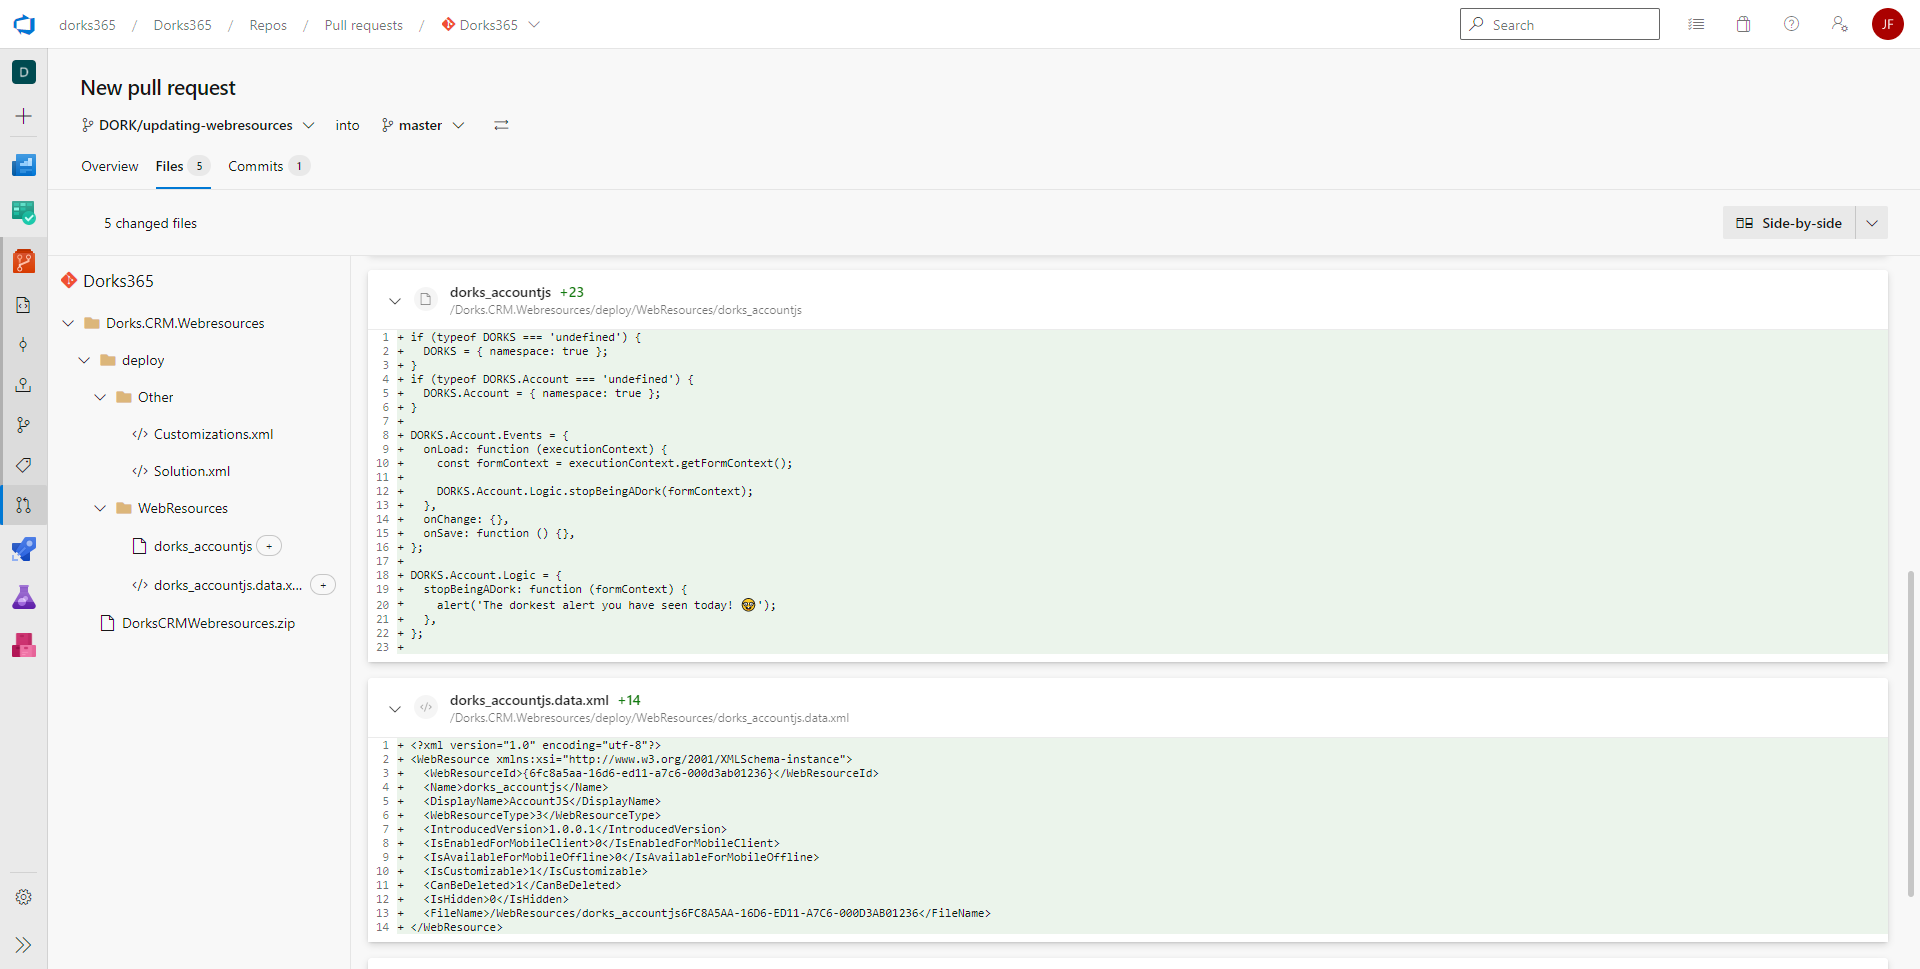 dorks365 / Dorks365 / Repos / Pull requests / Dorks365
Search
JF
D
New pull request
DORK/updating-webresources into master
Overview Files 5 Commits 1
5 changed files
Side-by-side
Dorks365
Dorks.CRM.Webresources
deploy
Other
</> Customizations.xml
</> Solution.xml
WebResources
dorks_accountjs +
</> dorks_accountjs.data.x... +
DorksCRMWebresources.zip
dorks_accountjs +23
/Dorks.CRM.Webresources/deploy/WebResources/dorks_accountjs
1 + if (typeof DORKS === 'undefined') {
2 +   DORKS = { namespace: true };
3 + }
4 + if (typeof DORKS.Account === 'undefined') {
5 +   DORKS.Account = { namespace: true };
6 + }
7 +
8 + DORKS.Account.Events = {
9 +   onLoad: function (executionContext) {
10 +     const formContext = executionContext.getFormContext();
11 +
12 +     DORKS.Account.Logic.stopBeingADork(formContext);
13 +   },
14 +   onChange: {},
15 +   onSave: function () {},
16 + };
17 +
18 + DORKS.Account.Logic = {
19 +   stopBeingADork: function (formContext) {
20 +     alert('The dorkest alert you have seen today! 🤓');
21 +   },
22 + };
23 +
</> dorks_accountjs.data.xml +14
/Dorks.CRM.Webresources/deploy/WebResources/dorks_accountjs.data.xml
1 + <?xml version="1.0" encoding="utf-8"?>
2 + <WebResource xmlns:xsi="http://www.w3.org/2001/XMLSchema-instance">
3 +   <WebResourceId>{6fc8a5aa-16d6-ed11-a7c6-000d3ab01236}</WebResourceId>
4 +   <Name>dorks_accountjs</Name>
5 +   <DisplayName>AccountJS</DisplayName>
6 +   <WebResourceType>3</WebResourceType>
7 +   <IntroducedVersion>1.0.0.1</IntroducedVersion>
8 +   <IsEnabledForMobileClient>0</IsEnabledForMobileClient>
9 +   <IsAvailableForMobileOffline>0</IsAvailableForMobileOffline>
10 +   <IsCustomizable>1</IsCustomizable>
11 +   <CanBeDeleted>1</CanBeDeleted>
12 +   <IsHidden>0</IsHidden>
13 +   <FileName>/WebResources/dorks_accountjs6FC8A5AA-16D6-ED11-A7C6-000D3AB01236</FileName>
14 + </WebResource>